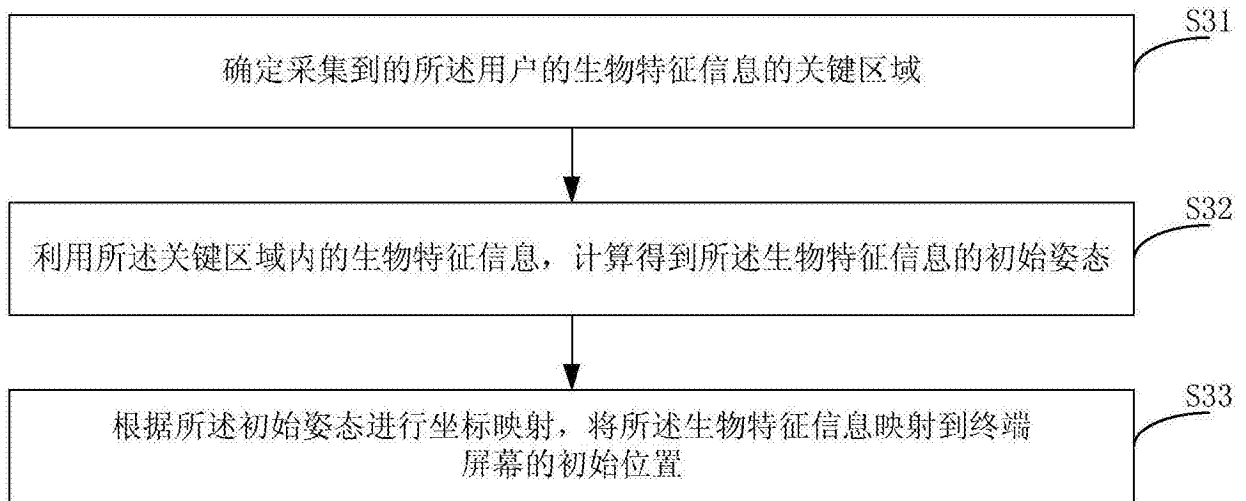 S31
确定采集到的所述用户的生物特征信息的关键区域
S32
利用所述关键区域内的生物特征信息，计算得到所述生物特征信息的初始姿态
S33
根据所述初始姿态进行坐标映射，将所述生物特征信息映射到终端
屏幕的初始位置